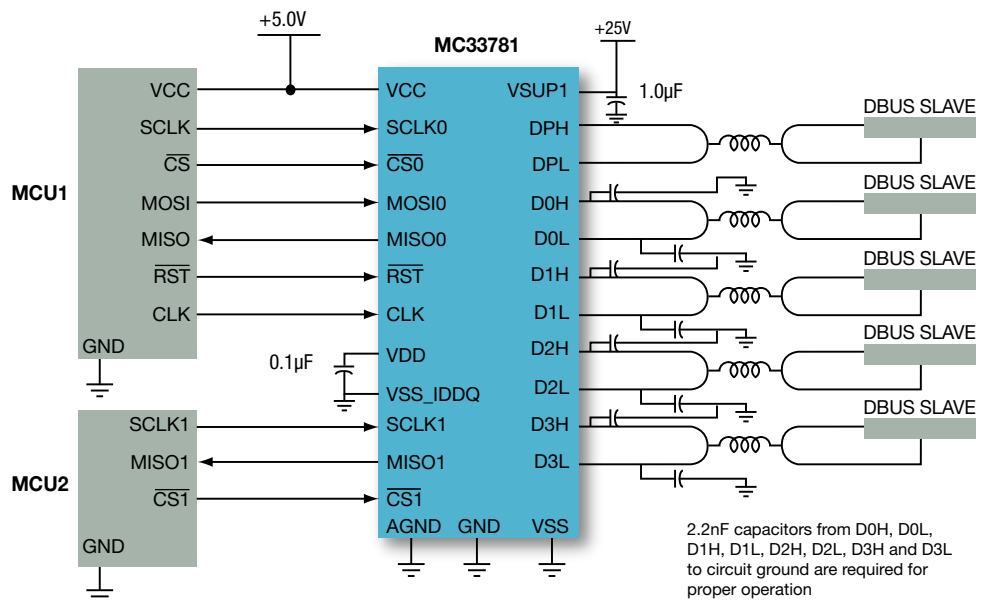 +5.0V
+25V
MC33781
MCU1
VCC
SCLK
CS
MOSI
MISO
RST
CLK
GND
VCC
SCLK0
CS0
MOSI0
MISO0
RST
CLK
VDD
VSS_IDDQ
SCLK1
MISO1
CS1
AGND GND VSS
VSUP1
DPH
DPL
D0H
D0L
D1H
D1L
D2H
D2L
D3H
D3L
1.0µF
0.1µF
MCU2
SCLK1
MISO1
CS1
GND
DBUS SLAVE
DBUS SLAVE
DBUS SLAVE
DBUS SLAVE
DBUS SLAVE
2.2nF capacitors from D0H, D0L,
D1H, D1L, D2H, D2L, D3H and D3L
to circuit ground are required for
proper operation